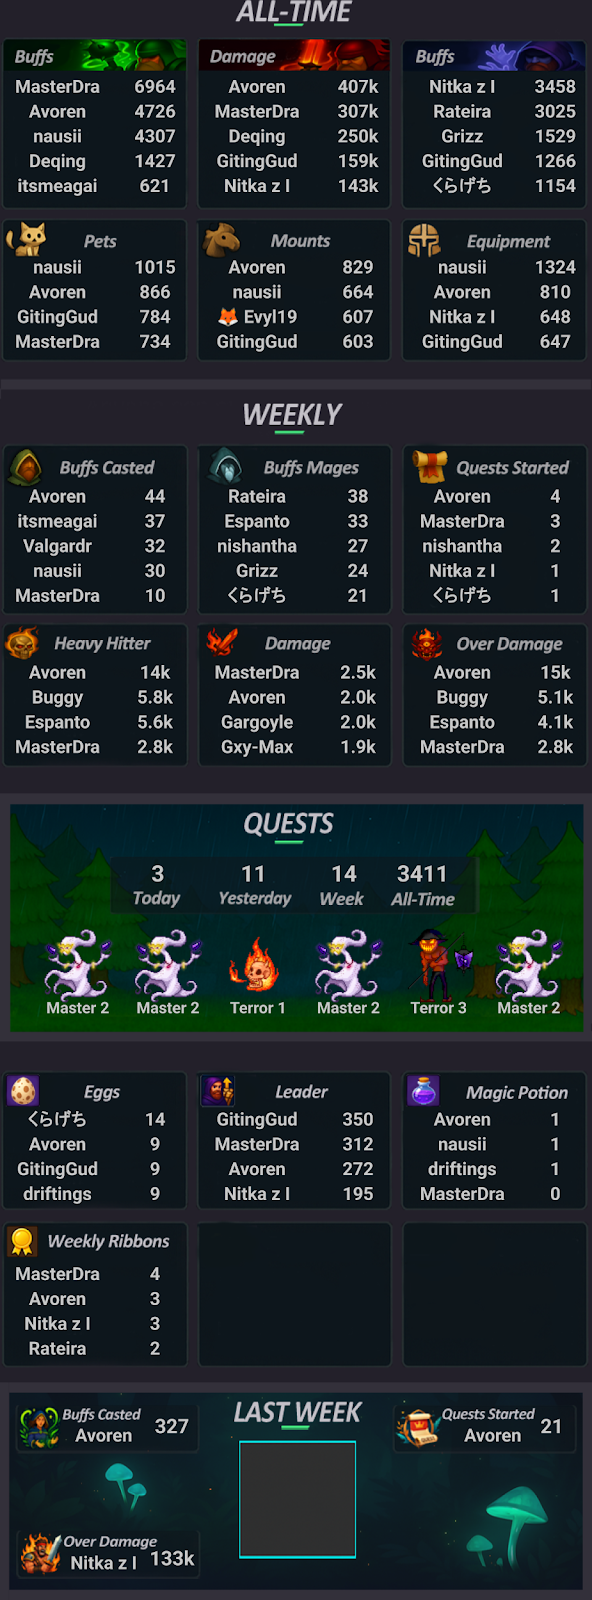 ALL-TIME
Buffs
MasterDra 6964
Avoren 4726
nausii 4307
Deqing 1427
itsmeagai 621
Damage
Avoren 407k
MasterDra 307k
Deqing 250k
GitingGud 159k
Nitka z I 143k
Buffs
Nitka z I 3458
Rateira 3025
Grizz 1529
GitingGud 1266
くらげち 1154
Pets
nausii 1015
Avoren 866
GitingGud 784
MasterDra 734
Mounts
Avoren 829
nausii 664
🦊 Evyl19 607
GitingGud 603
Equipment
nausii 1324
Avoren 810
Nitka z I 648
GitingGud 647
WEEKLY
Buffs Casted
Avoren 44
itsmeagai 37
Valgardr 32
nausii 30
MasterDra 10
Buffs Mages
Rateira 38
Espanto 33
nishantha 27
Grizz 24
くらげち 21
Quests Started
Avoren 4
MasterDra 3
nishantha 2
Nitka z I 1
くらげち 1
Heavy Hitter
Avoren 14k
Buggy 5.8k
Espanto 5.6k
MasterDra 2.8k
Damage
MasterDra 2.5k
Avoren 2.0k
Gargoyle 2.0k
Gxy-Max 1.9k
Over Damage
Avoren 15k
Buggy 5.1k
Espanto 4.1k
MasterDra 2.8k
QUESTS
3 11 14 3411
Today Yesterday Week All-Time
Master 2 Master 2 Terror 1 Master 2 Terror 3 Master 2
Eggs
くらげち 14
Avoren 9
GitingGud 9
driftings 9
Leader
GitingGud 350
MasterDra 312
Avoren 272
Nitka z I 195
Magic Potion
Avoren 1
nausii 1
driftings 1
MasterDra 0
Weekly Ribbons
MasterDra 4
Avoren 3
Nitka z I 3
Rateira 2
LAST WEEK
Buffs Casted
Avoren 327
Quests Started
Avoren 21
Over Damage
Nitka z I 133k